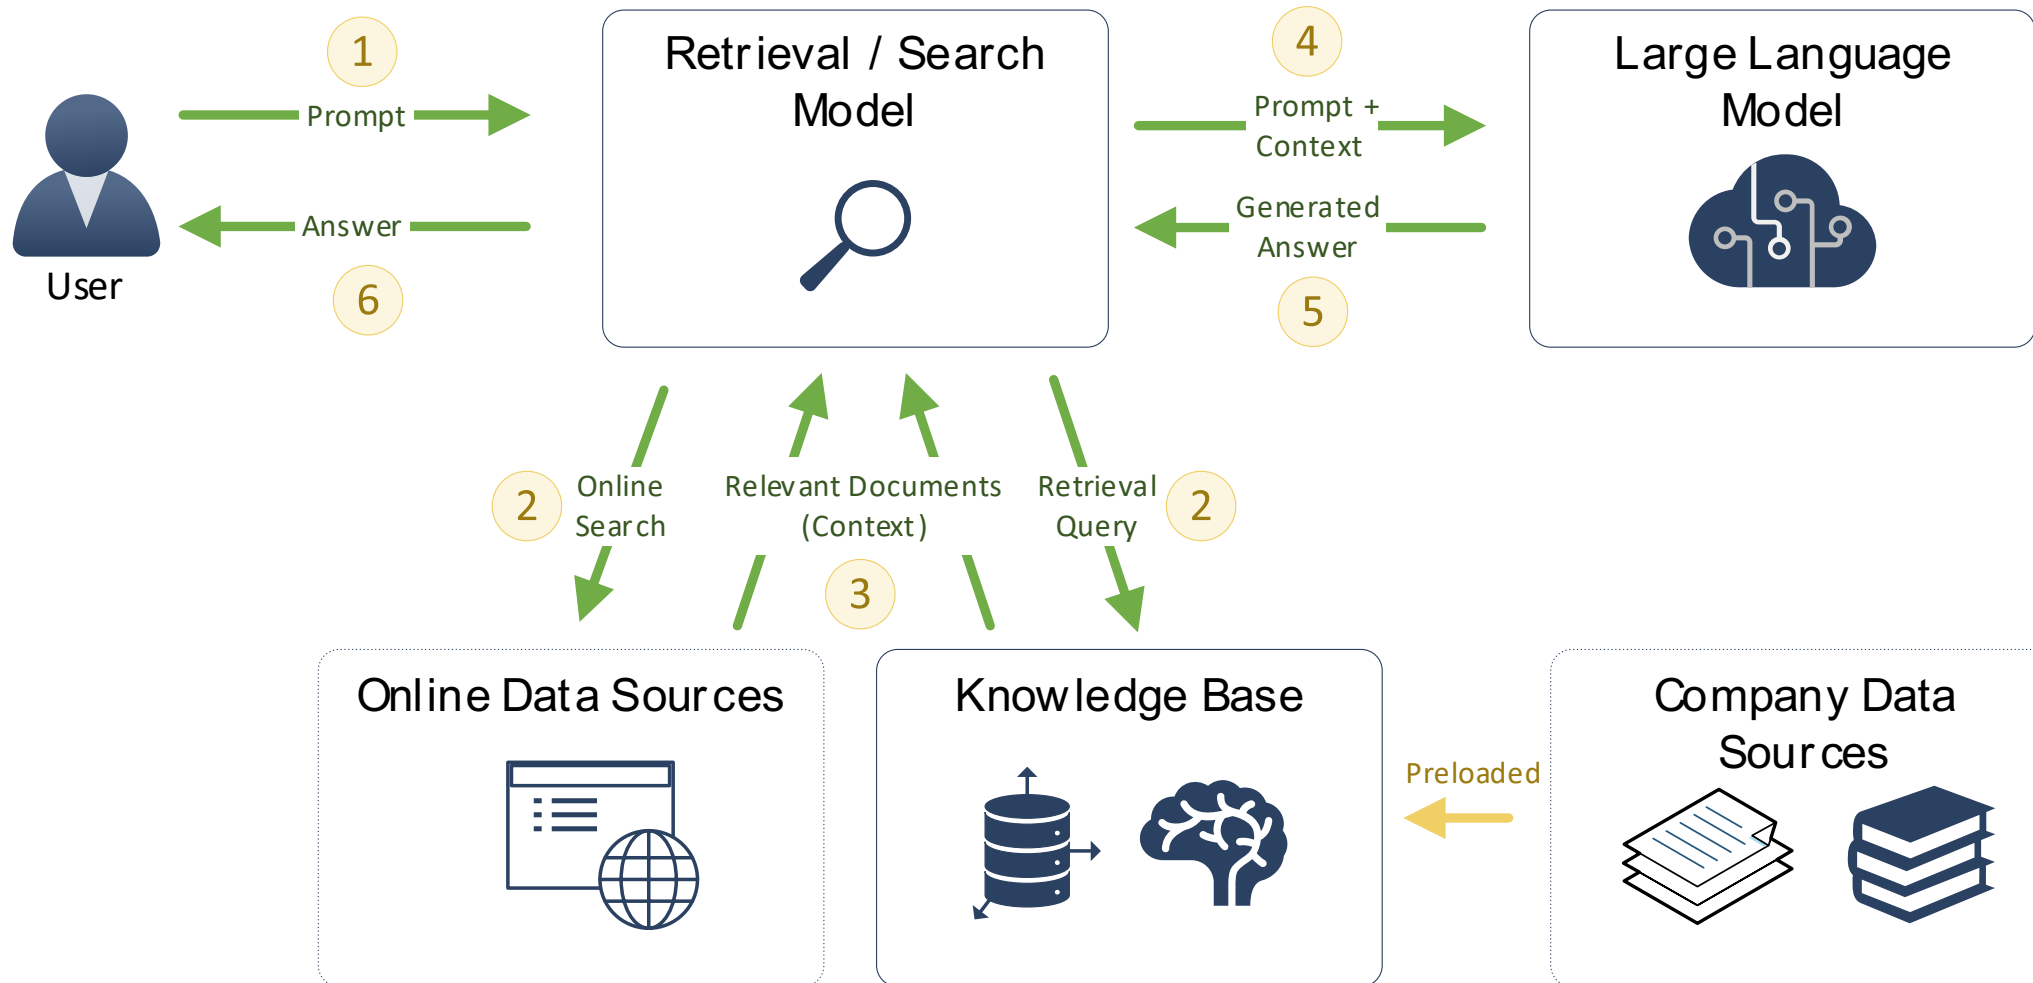 1
Prompt
Answer
6
User
Retrieval / Search
Model
4
Prompt +
Context
Generated
Answer
5
Large Language
Model
2
Online
Search
Relevant Documents
(Context)
3
Retrieval
Query
2
Online Data Sources
Knowledge Base
Preloaded
Company Data
Sources